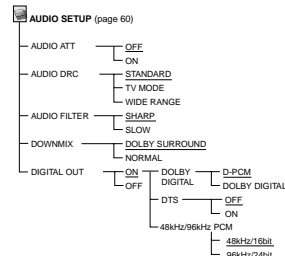 AUDIO SETUP (page 60)
AUDIO ATT OFF
ON
AUDIO DRC STANDARD
TV MODE
WIDE RANGE
AUDIO FILTER SHARP
SLOW
DOWNMIX DOLBY SURROUND
NORMAL
DIGITAL OUT ON DOLBY DIGITAL D-PCM
OFF DOLBY DIGITAL
DTS OFF
ON
48kHz/96kHz PCM
48kHz/16bit
96kHz/24bit